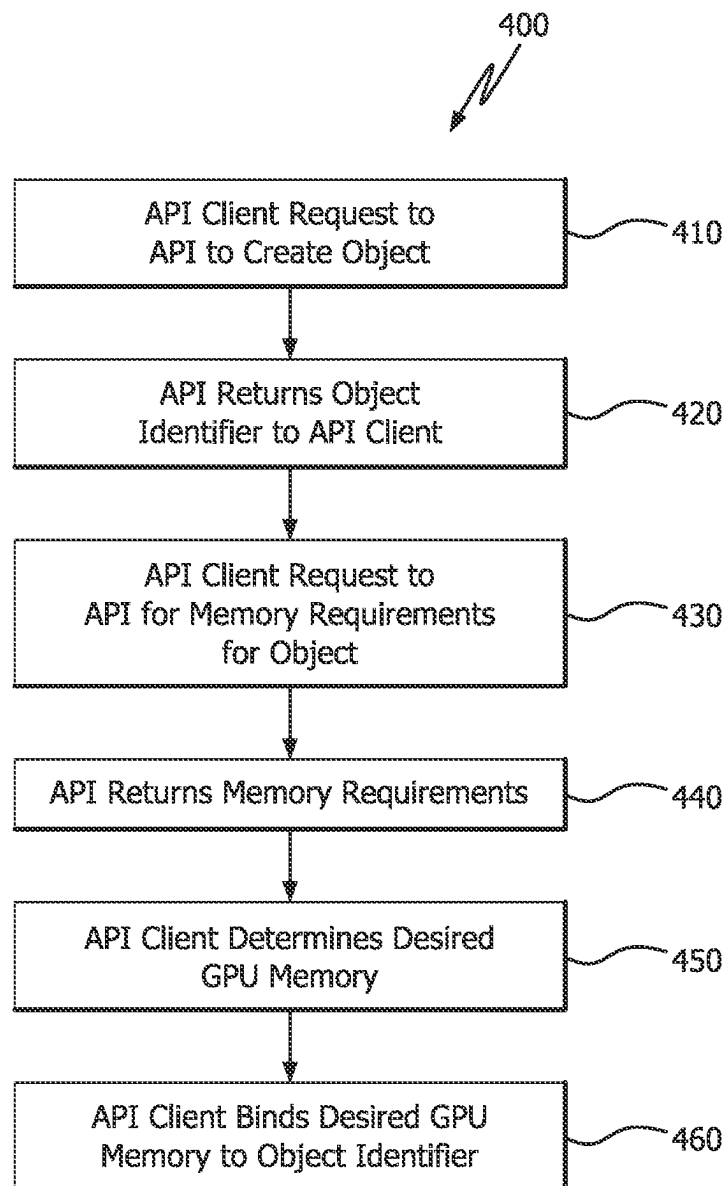 400
API Client Request to
API to Create Object
410
API Returns Object
Identifier to API Client
420
API Client Request to
API for Memory Requirements
for Object
430
API Returns Memory Requirements
440
API Client Determines Desired
GPU Memory
450
API Client Binds Desired GPU
Memory to Object Identifier
460